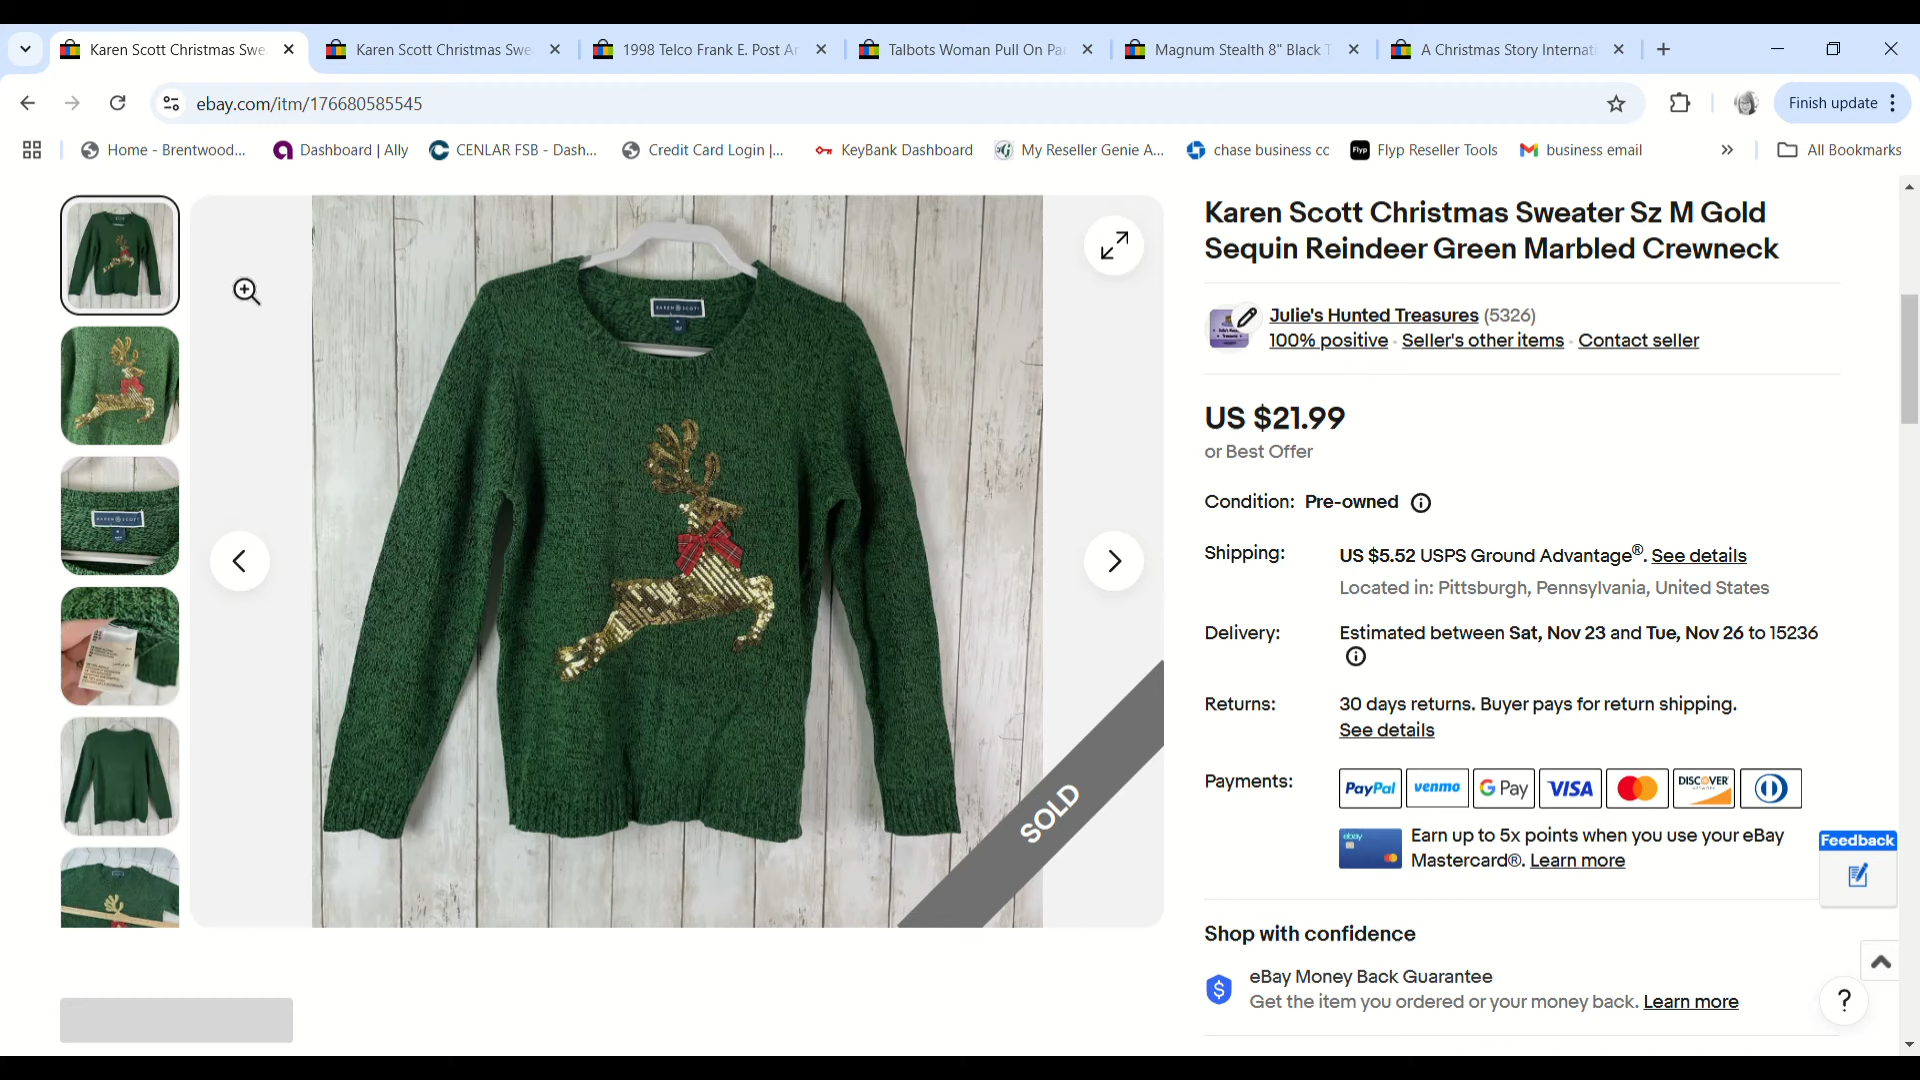 Karen Scott Christmas Swe
Karen Scott Christmas Swe
1998 Telco Frank E. Post Ar
Talbots Woman Pull On Pa
Magnum Stealth 8" Black T
A Christmas Story Internati
ebay.com/itm/176680585545
Finish update
Home - Brentwood...
Dashboard | Ally
CENLAR FSB - Dash...
Credit Card Login |...
KeyBank Dashboard
My Reseller Genie A...
chase business cc
Flyp
Flyp Reseller Tools
business email
All Bookmarks
KAREN SCOTT
SOLD
Karen Scott Christmas Sweater Sz M Gold
Sequin Reindeer Green Marbled Crewneck
Julie's Hunted Treasures (5326)
100% positive · Seller's other items · Contact seller
US $21.99
or Best Offer
Condition: Pre-owned
Shipping: US $5.52 USPS Ground Advantage®. See details
Located in: Pittsburgh, Pennsylvania, United States
Delivery: Estimated between Sat, Nov 23 and Tue, Nov 26 to 15236
Returns: 30 days returns. Buyer pays for return shipping.
See details
Payments: PayPal venmo G Pay VISA DISCOVER
ebay
Earn up to 5x points when you use your eBay
Mastercard®. Learn more
Feedback
Shop with confidence
$
eBay Money Back Guarantee
Get the item you ordered or your money back. Learn more
?